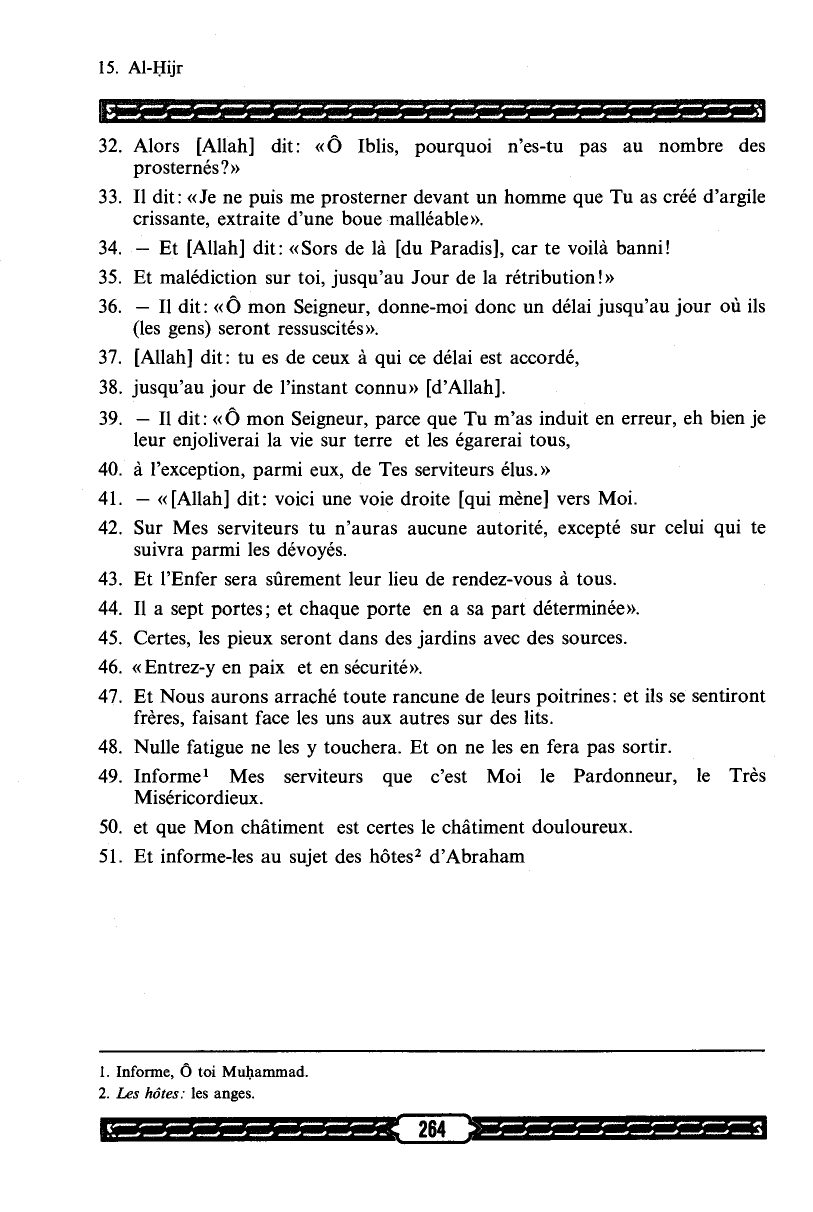 15. Al-Ḥijr
32. Alors [Allah] dit: «Ô Iblis, pourquoi n'es-tu pas au nombre des
prosternés?»
33. Il dit: «Je ne puis me prosterner devant un homme que Tu as créé d'argile
crissante, extraite d'une boue malléable».
34. — Et [Allah] dit: «Sors de là [du Paradis], car te voilà banni!
35. Et malédiction sur toi, jusqu'au Jour de la rétribution!»
36. — Il dit: «Ô mon Seigneur, donne-moi donc un délai jusqu'au jour où ils
(les gens) seront ressuscités».
37. [Allah] dit: tu es de ceux à qui ce délai est accordé,
38. jusqu'au jour de l'instant connu» [d'Allah].
39. — Il dit: «Ô mon Seigneur, parce que Tu m'as induit en erreur, eh bien je
leur enjoliverai la vie sur terre et les égarerai tous,
40. à l'exception, parmi eux, de Tes serviteurs élus.»
41. — «[Allah] dit: voici une voie droite [qui mène] vers Moi.
42. Sur Mes serviteurs tu n'auras aucune autorité, excepté sur celui qui te
suivra parmi les dévoyés.
43. Et l'Enfer sera sûrement leur lieu de rendez-vous à tous.
44. Il a sept portes; et chaque porte en a sa part déterminée».
45. Certes, les pieux seront dans des jardins avec des sources.
46. «Entrez-y en paix et en sécurité».
47. Et Nous aurons arraché toute rancune de leurs poitrines: et ils se sentiront
frères, faisant face les uns aux autres sur des lits.
48. Nulle fatigue ne les y touchera. Et on ne les en fera pas sortir.
49. Informe¹ Mes serviteurs que c'est Moi le Pardonneur, le Très
Miséricordieux.
50. et que Mon châtiment est certes le châtiment douloureux.
51. Et informe-les au sujet des hôtes² d'Abraham
1. Informe, Ô toi Muḥammad.
2. Les hôtes: les anges.
264